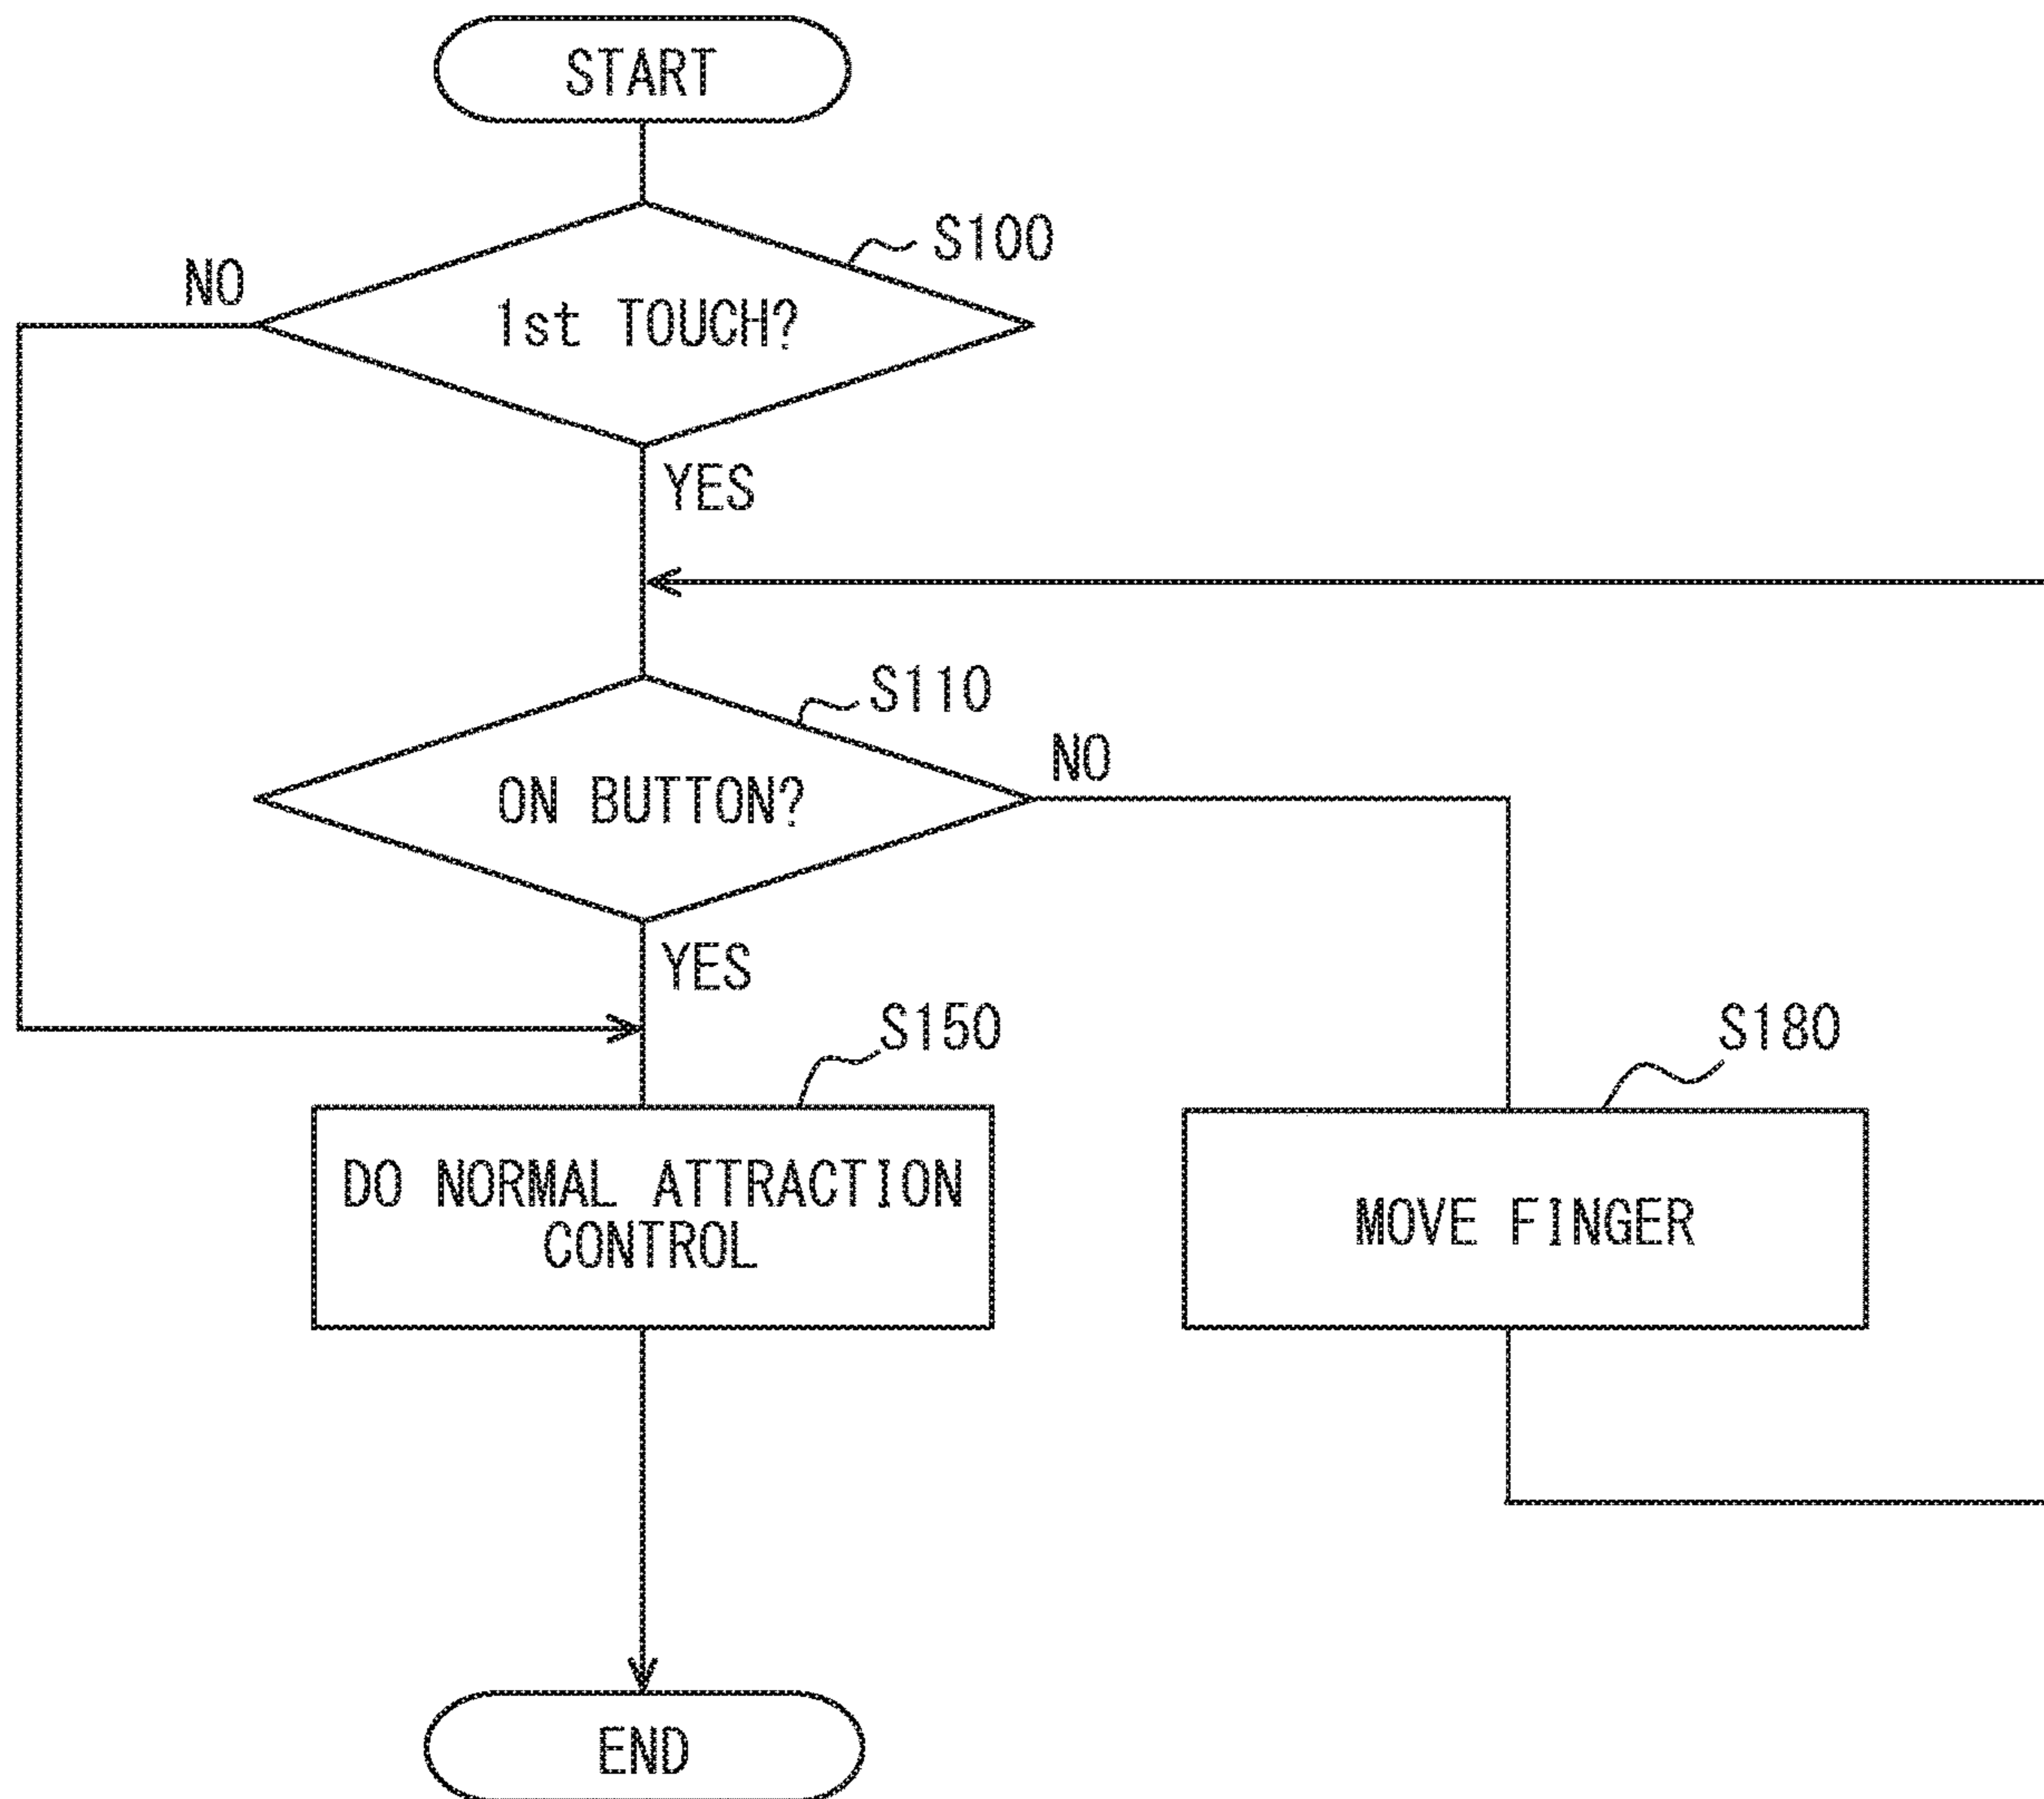 START
S100
NO
1st TOUCH?
YES
S110
NO
ON BUTTON?
YES
S150
S180
DO NORMAL ATTRACTION
CONTROL
MOVE FINGER
END